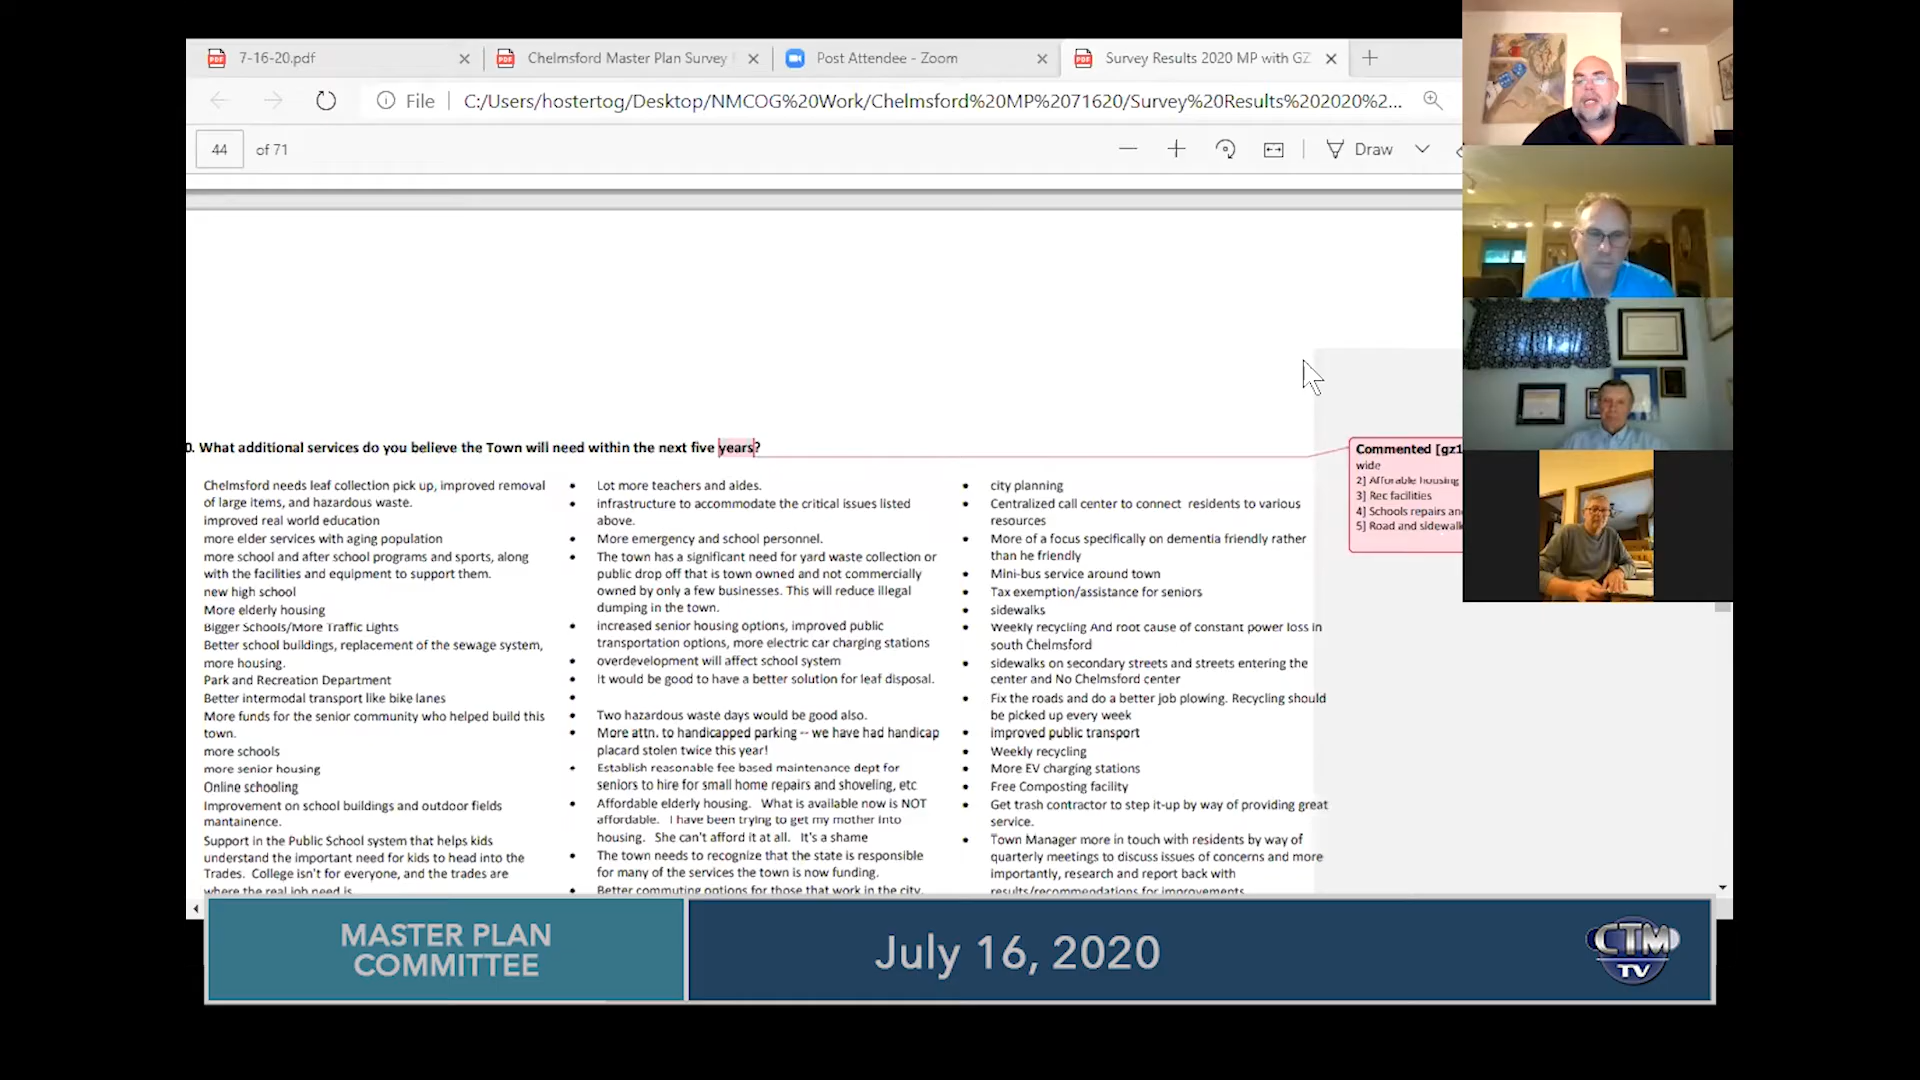 7-16-20.pdf
Chelmsford Master Plan Survey
Post Attendee - Zoom
Survey Results 2020 MP with GZ
File
C:/Users/hostertog/Desktop/NMCOG%20Work/Chelmsford%20MP%2071620/Survey%20Results%202020%2...
44 of 71
Draw
0. What additional services do you believe the Town will need within the next five years?
Chelmsford needs leaf collection pick up, improved removal
of large items, and hazardous waste.
improved real world education
more elder services with aging population
more school and after school programs and sports, along
with the facilities and equipment to support them.
new high school
More elderly housing
Bigger Schools/More Traffic Lights
Better school buildings, replacement of the sewage system,
more housing.
Park and Recreation Department
Better intermodal transport like bike lanes
More funds for the senior community who helped build this
town.
more schools
more senior housing
Online schooling
Improvement on school buildings and outdoor fields
mantainence.
Support in the Public School system that helps kids
understand the important need for kids to head into the
Trades. College isn't for everyone, and the trades are
where the real job need is
• Lot more teachers and aides.
• infrastructure to accommodate the critical issues listed
above.
• More emergency and school personnel.
• The town has a significant need for yard waste collection or
public drop off that is town owned and not commercially
owned by only a few businesses. This will reduce illegal
dumping in the town.
• increased senior housing options, improved public
transportation options, more electric car charging stations
• overdevelopment will affect school system
• It would be good to have a better solution for leaf disposal.
•
• Two hazardous waste days would be good also.
• More attn. to handicapped parking -- we have had handicap
placard stolen twice this year!
• Establish reasonable fee based maintenance dept for
seniors to hire for small home repairs and shoveling, etc
• Affordable elderly housing. What is available now is NOT
affordable. I have been trying to get my mother into
housing. She can't afford it at all. It's a shame
• The town needs to recognize that the state is responsible
for many of the services the town is now funding.
• Better commuting options for those that work in the city.
• city planning
• Centralized call center to connect residents to various
resources
• More of a focus specifically on dementia friendly rather
than he friendly
• Mini-bus service around town
• Tax exemption/assistance for seniors
• sidewalks
• Weekly recycling And root cause of constant power loss in
south Chelmsford
• sidewalks on secondary streets and streets entering the
center and No Chelmsford center
• Fix the roads and do a better job plowing. Recycling should
be picked up every week
• improved public transport
• Weekly recycling
• More EV charging stations
• Free Composting facility
• Get trash contractor to step it-up by way of providing great
service.
• Town Manager more in touch with residents by way of
quarterly meetings to discuss issues of concerns and more
importantly, research and report back with
results/recommendations for improvements
Commented [gz1
wide
2] Afforable housing
3] Rec facilities
4] Schools repairs an
5] Road and sidewalk
MASTER PLAN
COMMITTEE
July 16, 2020
CTM
TV